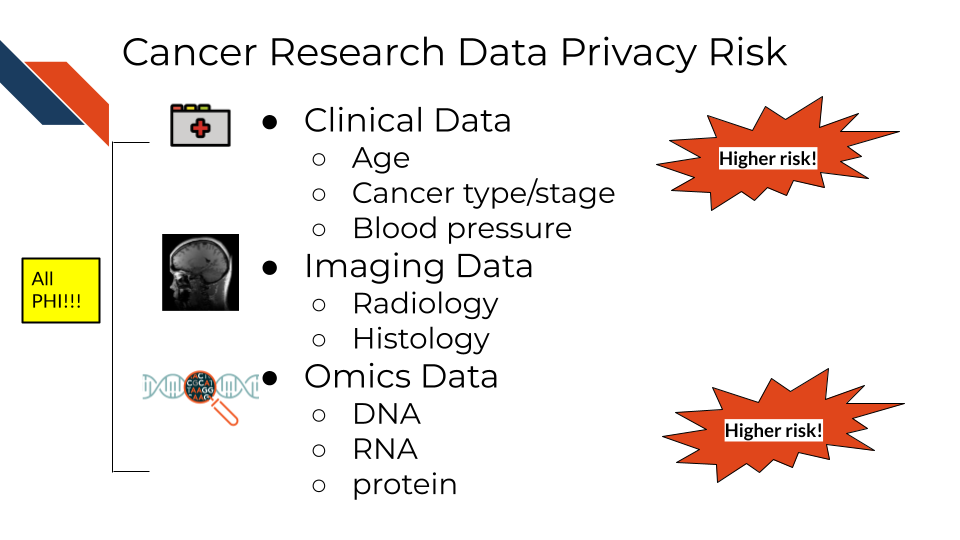 Cancer Research Data Privacy Risk
● Clinical Data
○ Age
○ Cancer type/stage
○ Blood pressure
Higher risk!
● Imaging Data
○ Radiology
○ Histology
All
PHI!!!
● Omics Data
○ DNA
○ RNA
○ protein
Higher risk!